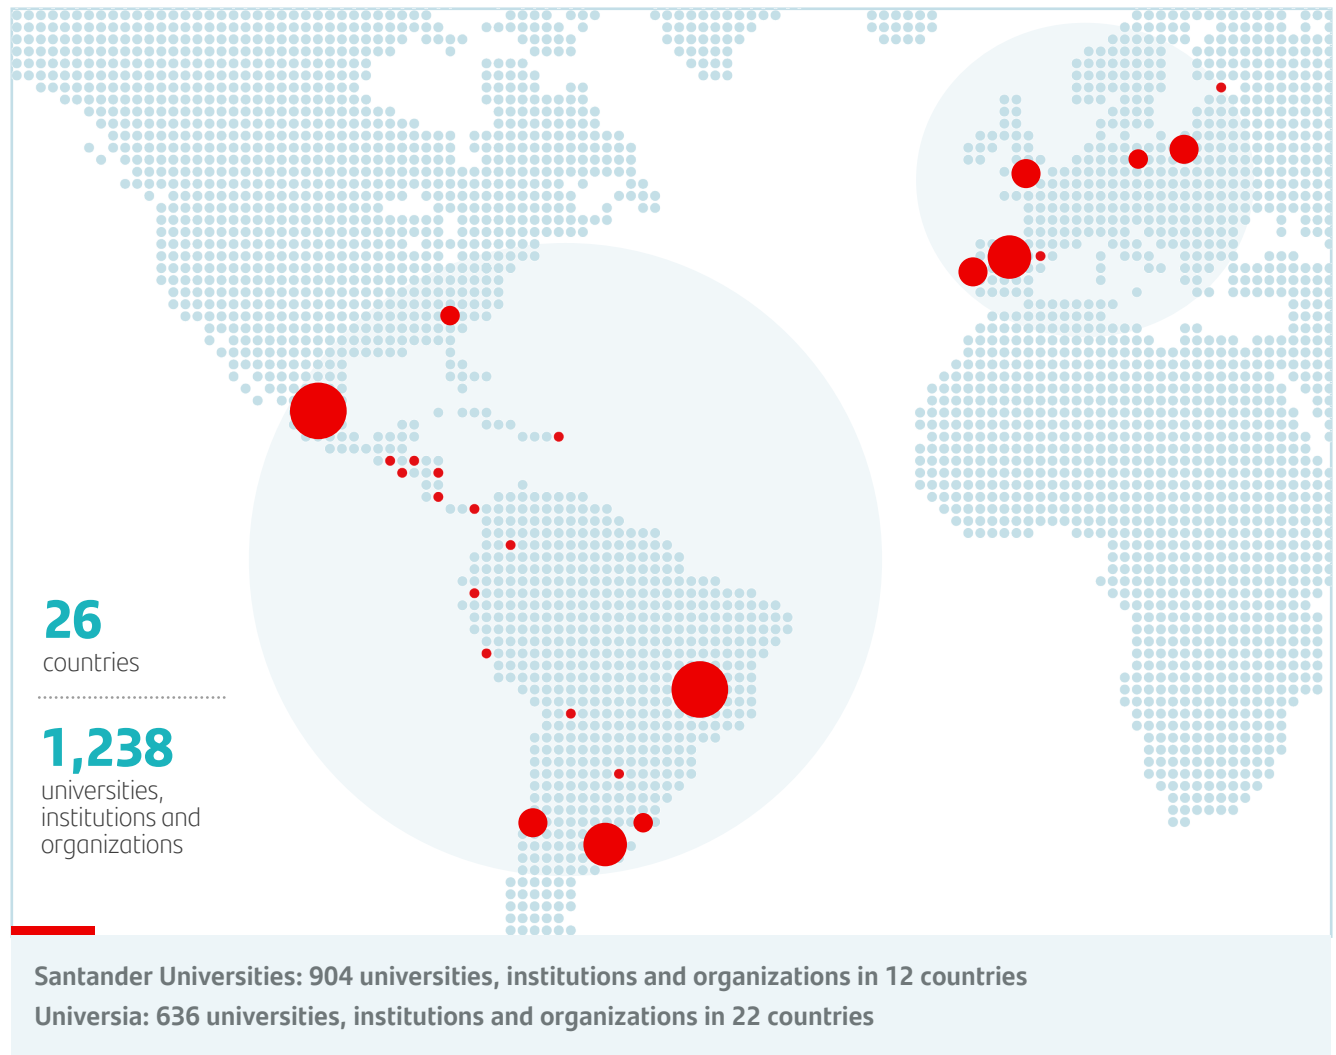 26
countries
1,238
universities,
institutions and
organizations
Santander Universities: 904 universities, institutions and organizations in 12 countries
Universia: 636 universities, institutions and organizations in 22 countries